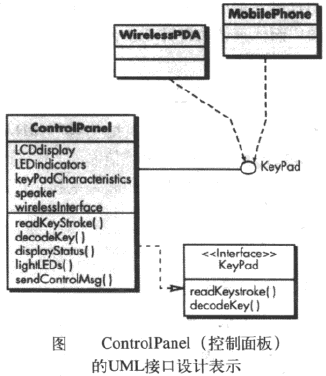 WirelessPDA
MobilePhone
ControlPanel
LCDdisplay
LEDindicators
keyPadCharacteristics
speaker
wirelessInterface
readKeyStroke( )
decodeKey( )
displayStatus( )
lightLEDs( )
sendControlMsg( )
KeyPad
<<Interface>>
KeyPad
readKeystroke( )
decodeKey( )
图 ControlPanel（控制面板）
的UML接口设计表示